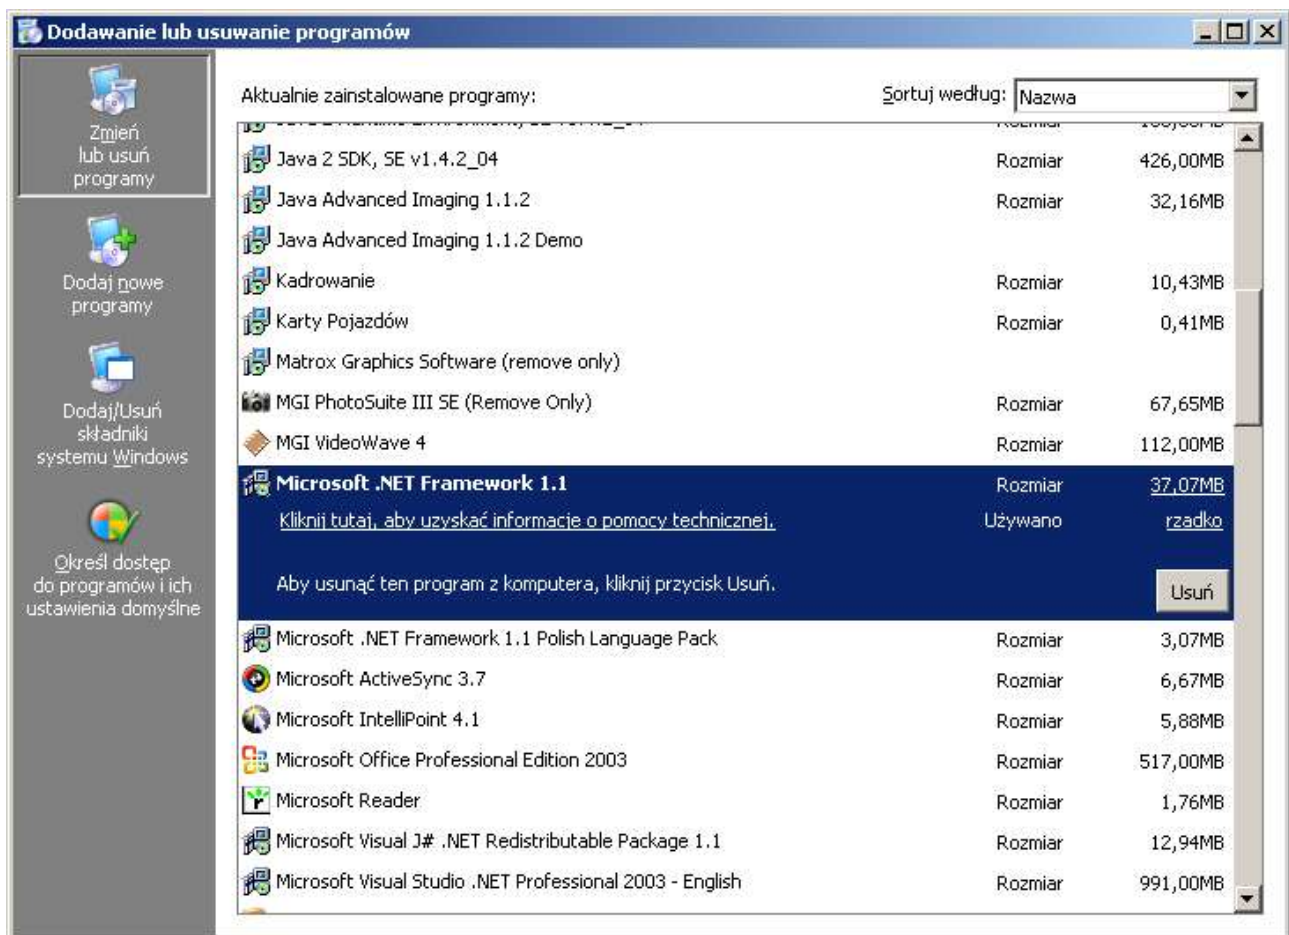 Dodawanie lub usuwanie programów
Zmień
lub usuń
programy
Dodaj nowe
programy
Dodaj/Usuń
składniki
systemu Windows
Określ dostęp
do programów i ich
ustawienia domyślne
Aktualnie zainstalowane programy: Sortuj według: Nazwa
Java 2 SDK, SE v1.4.2_04 Rozmiar 426,00MB
Java Advanced Imaging 1.1.2 Rozmiar 32,16MB
Java Advanced Imaging 1.1.2 Demo
Kadrowanie Rozmiar 10,43MB
Karty Pojazdów Rozmiar 0,41MB
Matrox Graphics Software (remove only)
MGI PhotoSuite III SE (Remove Only) Rozmiar 67,65MB
MGI VideoWave 4 Rozmiar 112,00MB
Microsoft .NET Framework 1.1 Rozmiar 37,07MB
Kliknij tutaj, aby uzyskać informacje o pomocy technicznej. Używano rzadko
Aby usunąć ten program z komputera, kliknij przycisk Usuń. Usuń
Microsoft .NET Framework 1.1 Polish Language Pack Rozmiar 3,07MB
Microsoft ActiveSync 3.7 Rozmiar 6,67MB
Microsoft IntelliPoint 4.1 Rozmiar 5,88MB
Microsoft Office Professional Edition 2003 Rozmiar 517,00MB
Microsoft Reader Rozmiar 1,76MB
Microsoft Visual J# .NET Redistributable Package 1.1 Rozmiar 12,94MB
Microsoft Visual Studio .NET Professional 2003 - English Rozmiar 991,00MB